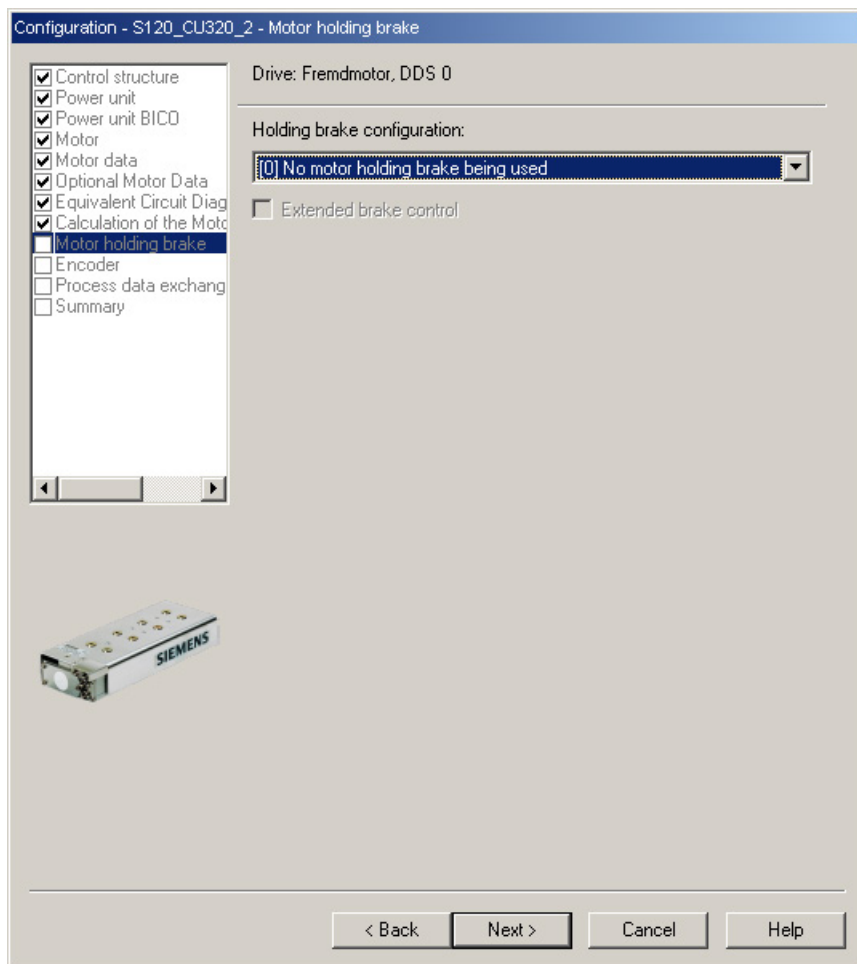 Configuration - S120_CU320_2 - Motor holding brake
Control structure
Power unit
Power unit BICO
Motor
Motor data
Optional Motor Data
Equivalent Circuit Diag
Calculation of the Moto
Motor holding brake
Encoder
Process data exchang
Summary
Drive: Fremdmotor, DDS 0
Holding brake configuration:
[0] No motor holding brake being used
Extended brake control
SIEMENS
< Back
Next >
Cancel
Help